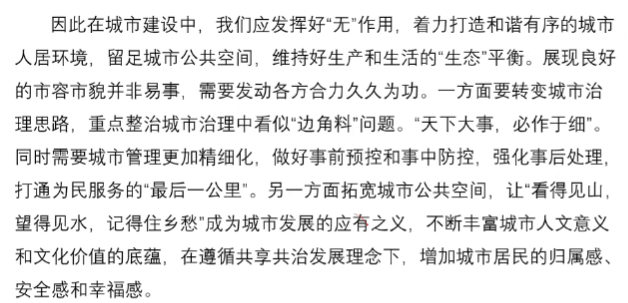 因此在城市建设中，我们应发挥好“无”作用，着力打造和谐有序的城市
人居环境，留足城市公共空间，维持好生产和生活的“生态”平衡。展现良好
的市容市貌并非易事，需要发动各方合力久久为功。一方面要转变城市治
理思路，重点整治城市治理中看似“边角料”问题。“天下大事，必作于细”。
同时需要城市管理更加精细化，做好事前预控和事中防控，强化事后处理，
打通为民服务的“最后一公里”。另一方面拓宽城市公共空间，让“看得见山，
望得见水，记得住乡愁”成为城市发展的应有之义，不断丰富城市人文意义
和文化价值的底蕴，在遵循共享共治发展理念下，增加城市居民的归属感、
安全感和幸福感。